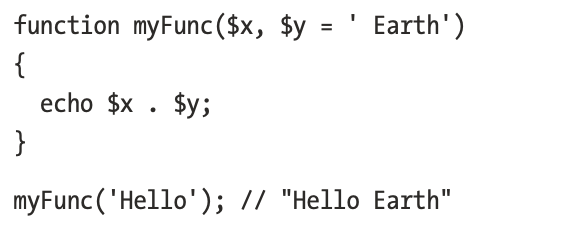 function myFunc($x, $y = ' Earth')
{
  echo $x . $y;
}
myFunc('Hello'); // "Hello Earth"